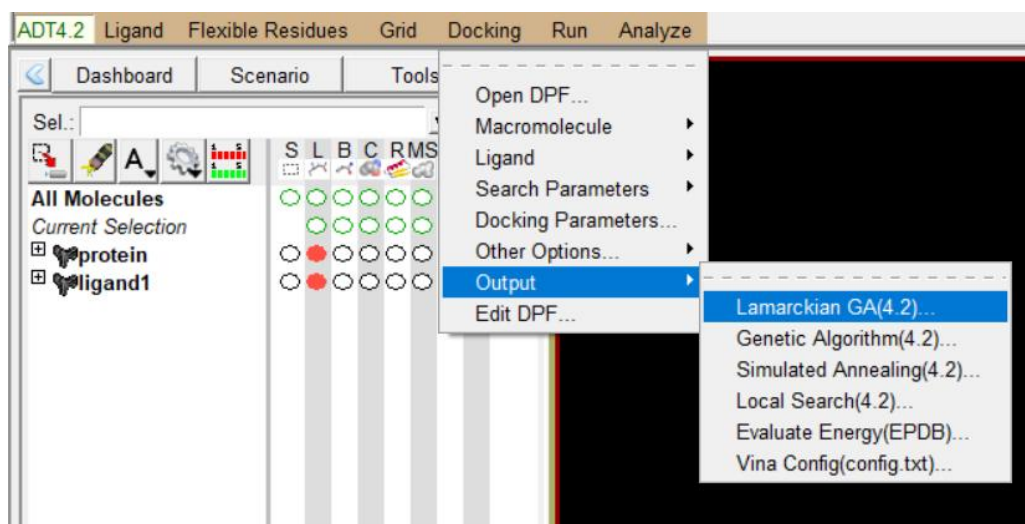 ADT4.2 Ligand Flexible Residues Grid Docking Run Analyze
Dashboard Scenario Tools
Sel.:
A
S L B C R MS
All Molecules
Current Selection
protein
ligand1
Open DPF...
Macromolecule
Ligand
Search Parameters
Docking Parameters...
Other Options...
Output
Edit DPF...
Lamarckian GA(4.2)...
Genetic Algorithm(4.2)...
Simulated Annealing(4.2)...
Local Search(4.2)...
Evaluate Energy(EPDB)...
Vina Config(config.txt)...